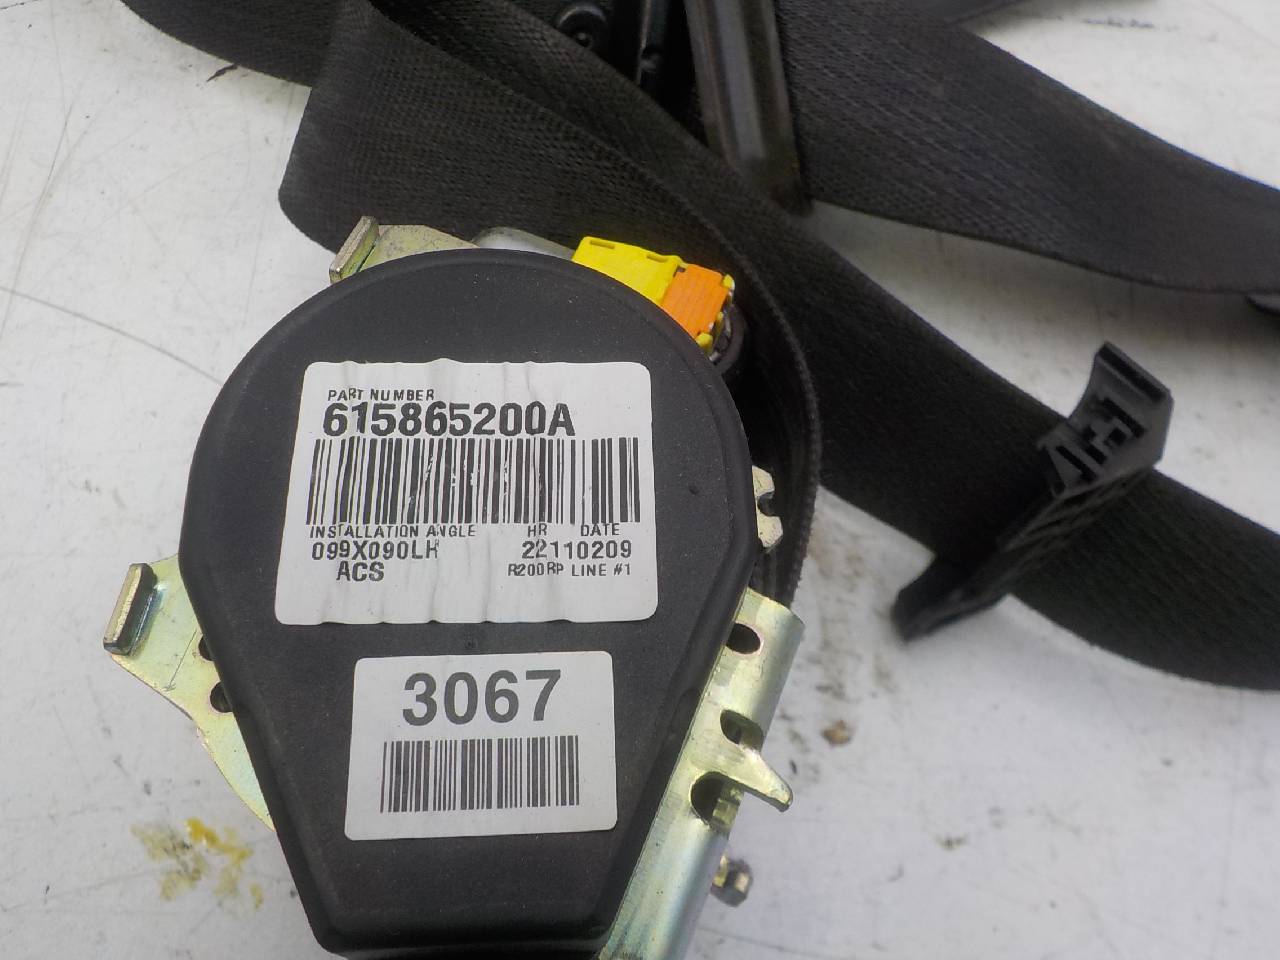 PART NUMBER
615865200A
INSTALLATION ANGLE HR DATE
099X090LH 22110209
ACS R200RP LINE #1
3067